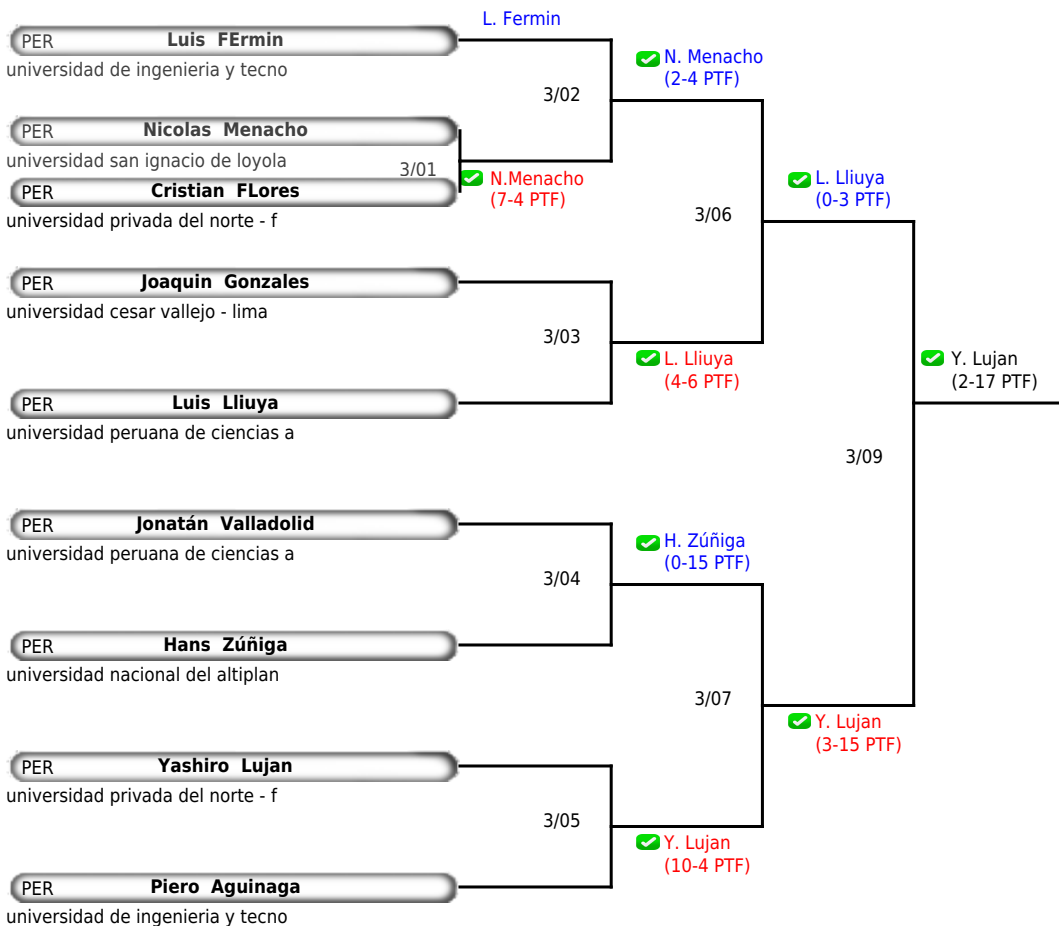 L. Fermin
PER Luis FErmin
universidad de ingenieria y tecno
N. Menacho
(2-4 PTF)
3/02
PER Nicolas Menacho
universidad san ignacio de loyola
3/01
N.Menacho
(7-4 PTF)
PER Cristian FLores
universidad privada del norte - f
L. Lliuya
(0-3 PTF)
3/06
PER Joaquin Gonzales
universidad cesar vallejo - lima
3/03
L. Lliuya
(4-6 PTF)
Y. Lujan
(2-17 PTF)
PER Luis Lliuya
universidad peruana de ciencias a
3/09
PER Jonatán Valladolid
universidad peruana de ciencias a
H. Zúñiga
(0-15 PTF)
3/04
PER Hans Zúñiga
universidad nacional del altiplan
3/07
Y. Lujan
(3-15 PTF)
PER Yashiro Lujan
universidad privada del norte - f
3/05
Y. Lujan
(10-4 PTF)
PER Piero Aguinaga
universidad de ingenieria y tecno